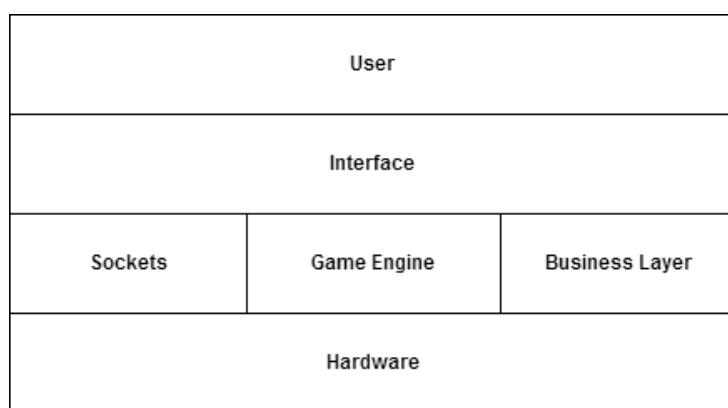 User
Interface
Sockets
Game Engine
Business Layer
Hardware